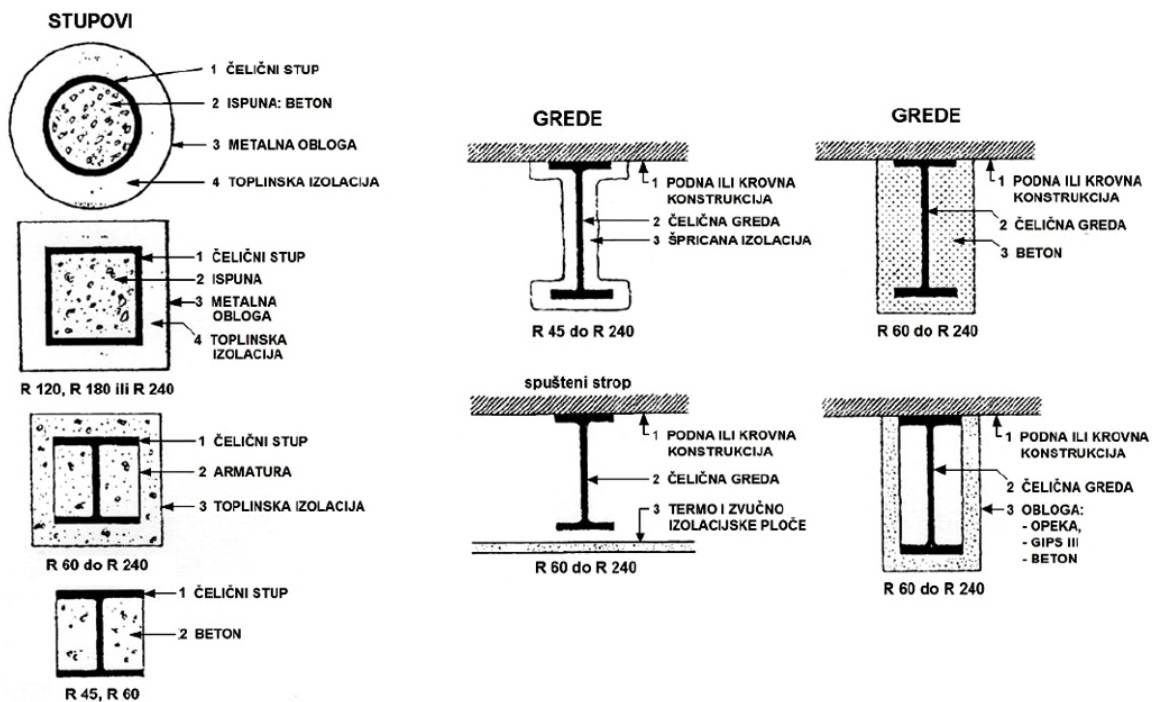 STUPOVI
1 ČELIČNI STUP
2 ISPUNA: BETON
3 METALNA OBLOGA
4 TOPLINSKA IZOLACIJA
1 ČELIČNI STUP
2 ISPUNA
3 METALNA
OBLOGA
4 TOPLINSKA
IZOLACIJA
R 120, R 180 ili R 240
1 ČELIČNI STUP
2 ARMATURA
3 TOPLINSKA IZOLACIJA
R 60 do R 240
1 ČELIČNI STUP
2 BETON
R 45, R 60
GREDE
1 PODNA ILI KROVNA
KONSTRUKCIJA
2 ČELIČNA GREDA
3 ŠPRICANA IZOLACIJA
R 45 do R 240
spušteni strop
1 PODNA ILI KROVNA
KONSTRUKCIJA
2 ČELIČNA GREDA
3 TERMO I ZVUČNO
IZOLACIJSKE PLOČE
R 60 do R 240
GREDE
1 PODNA ILI KROVNA
KONSTRUKCIJA
2 ČELIČNA GREDA
3 BETON
R 60 do R 240
1 PODNA ILI KROVNA
KONSTRUKCIJA
2 ČELIČNA GREDA
3 OBLOGA:
- OPEKA,
- GIPS III
- BETON
R 60 do R 240